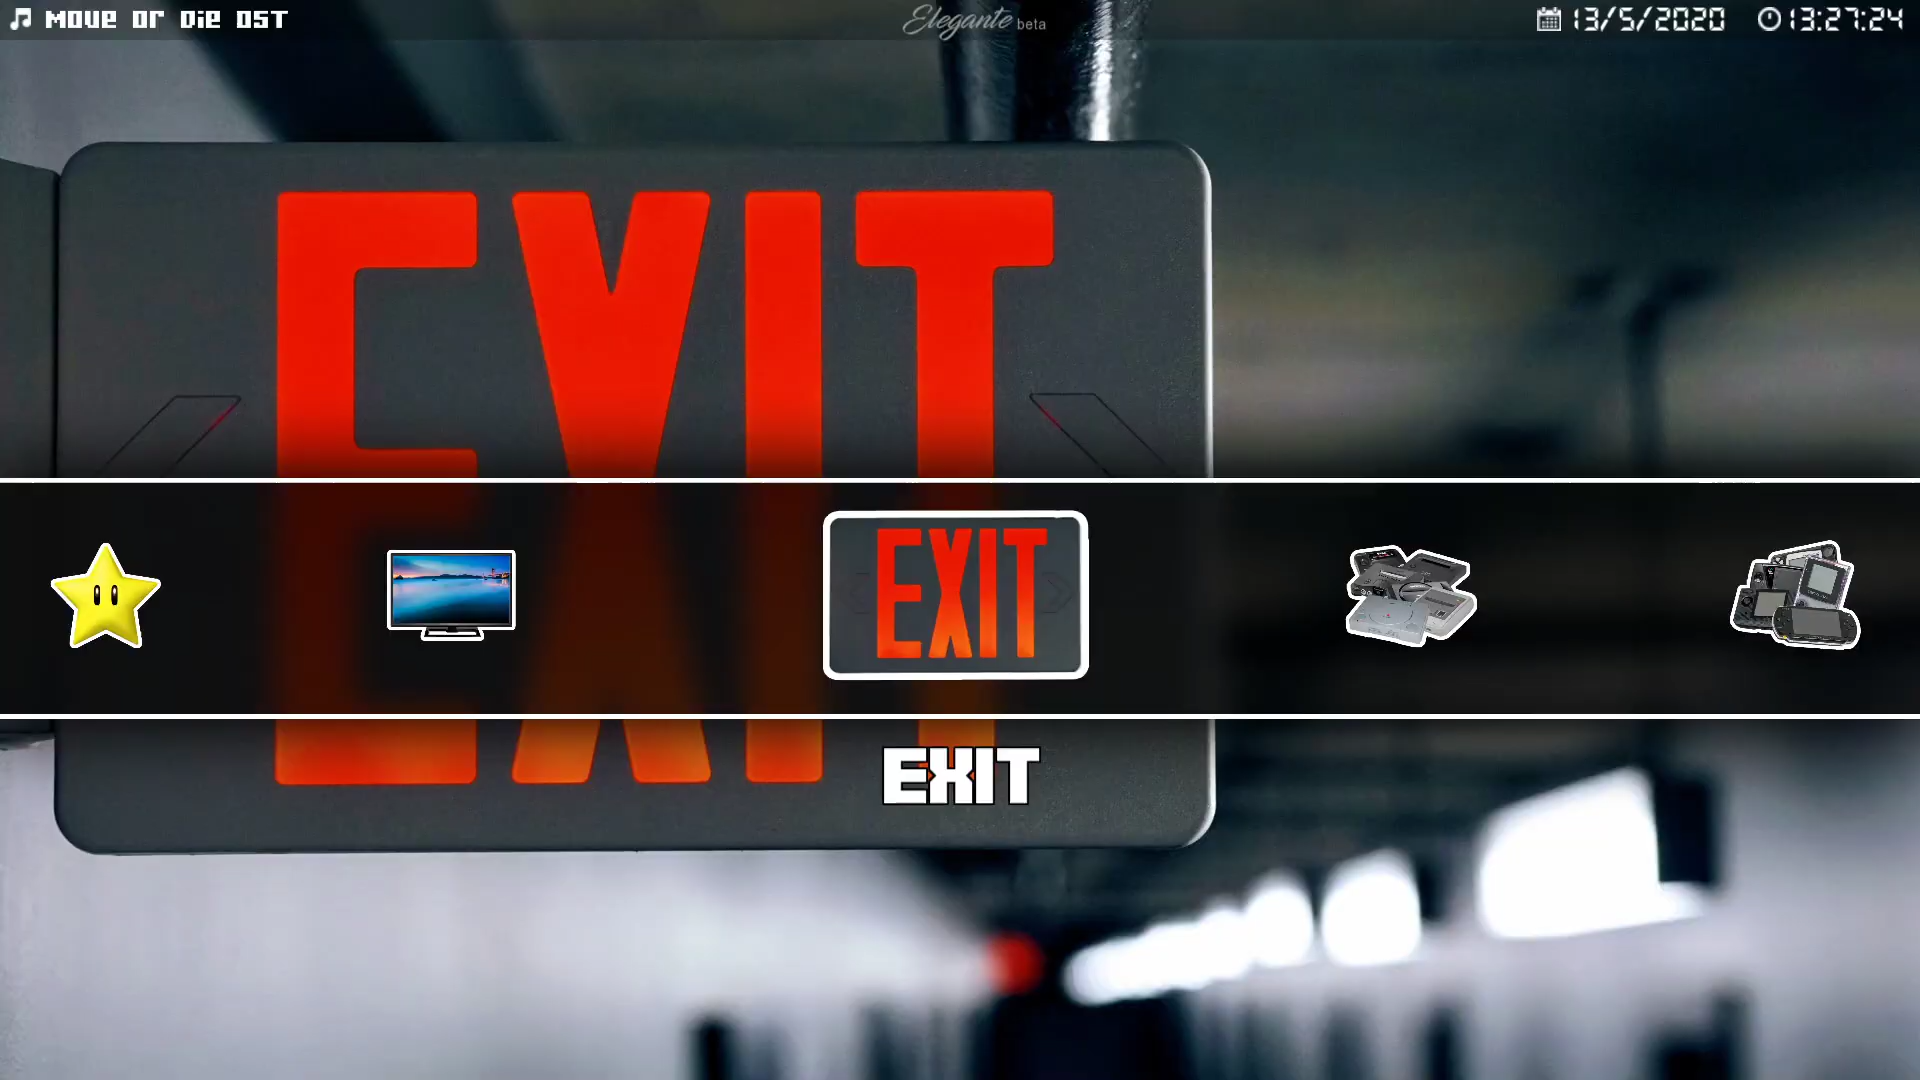 Move or Die OST
Elegante beta
13/5/2020
13:27:24
EXIT
EXIT
EXIT